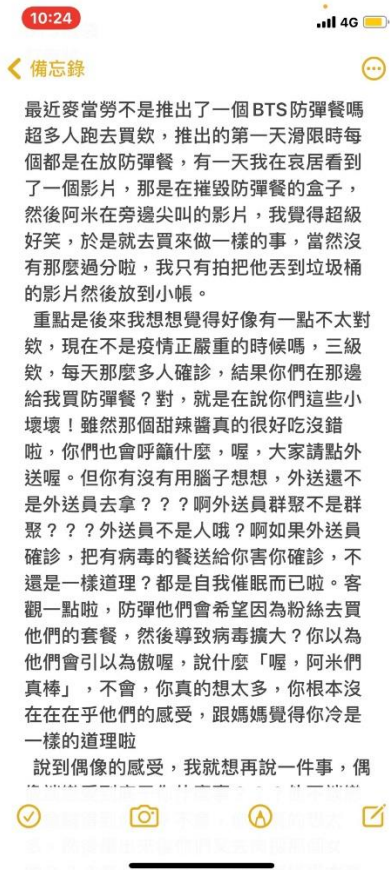 10:24
4G
備忘錄
最近麥當勞不是推出了一個BTS防彈餐嗎
超多人跑去買欸,推出的第一天滑限時每
個都是在放防彈餐,有一天我在哀居看到
了一個影片,那是在摧毀防彈餐的盒子,
然後阿米在旁邊尖叫的影片,我覺得超級
好笑,於是就去買來做一樣的事,當然沒
有那麼過分啦,我只有拍把他丟到垃圾桶
的影片然後放到小帳。
重點是後來我想想覺得好像有一點不太對
欸,現在不是疫情正嚴重的時候嗎,三級
欸,每天那麼多人確診,結果你們在那邊
給我買防彈餐?對,就是在說你們這些小
壞壞!雖然那個甜辣醬真的很好吃沒錯
啦,你們也會呼籲什麼,喔,大家請點外
送喔。但你有沒有用腦子想想,外送還不
是外送員去拿???啊外送員群聚不是群
聚???外送員不是人哦?啊如果外送員
確診,把有病毒的餐送給你害你確診,不
還是一樣道理?都是自我催眠而已啦。客
觀一點啦,防彈他們會希望因為粉絲去買
他們的套餐,然後導致病毒擴大?你以為
他們會引以為傲喔,說什麼「喔,阿米們
真棒」,不會,你真的想太多,你根本沒
在在在乎他們的感受,跟媽媽覺得你冷是
一樣的道理啦
說到偶像的感受,我就想再說一件事,偶